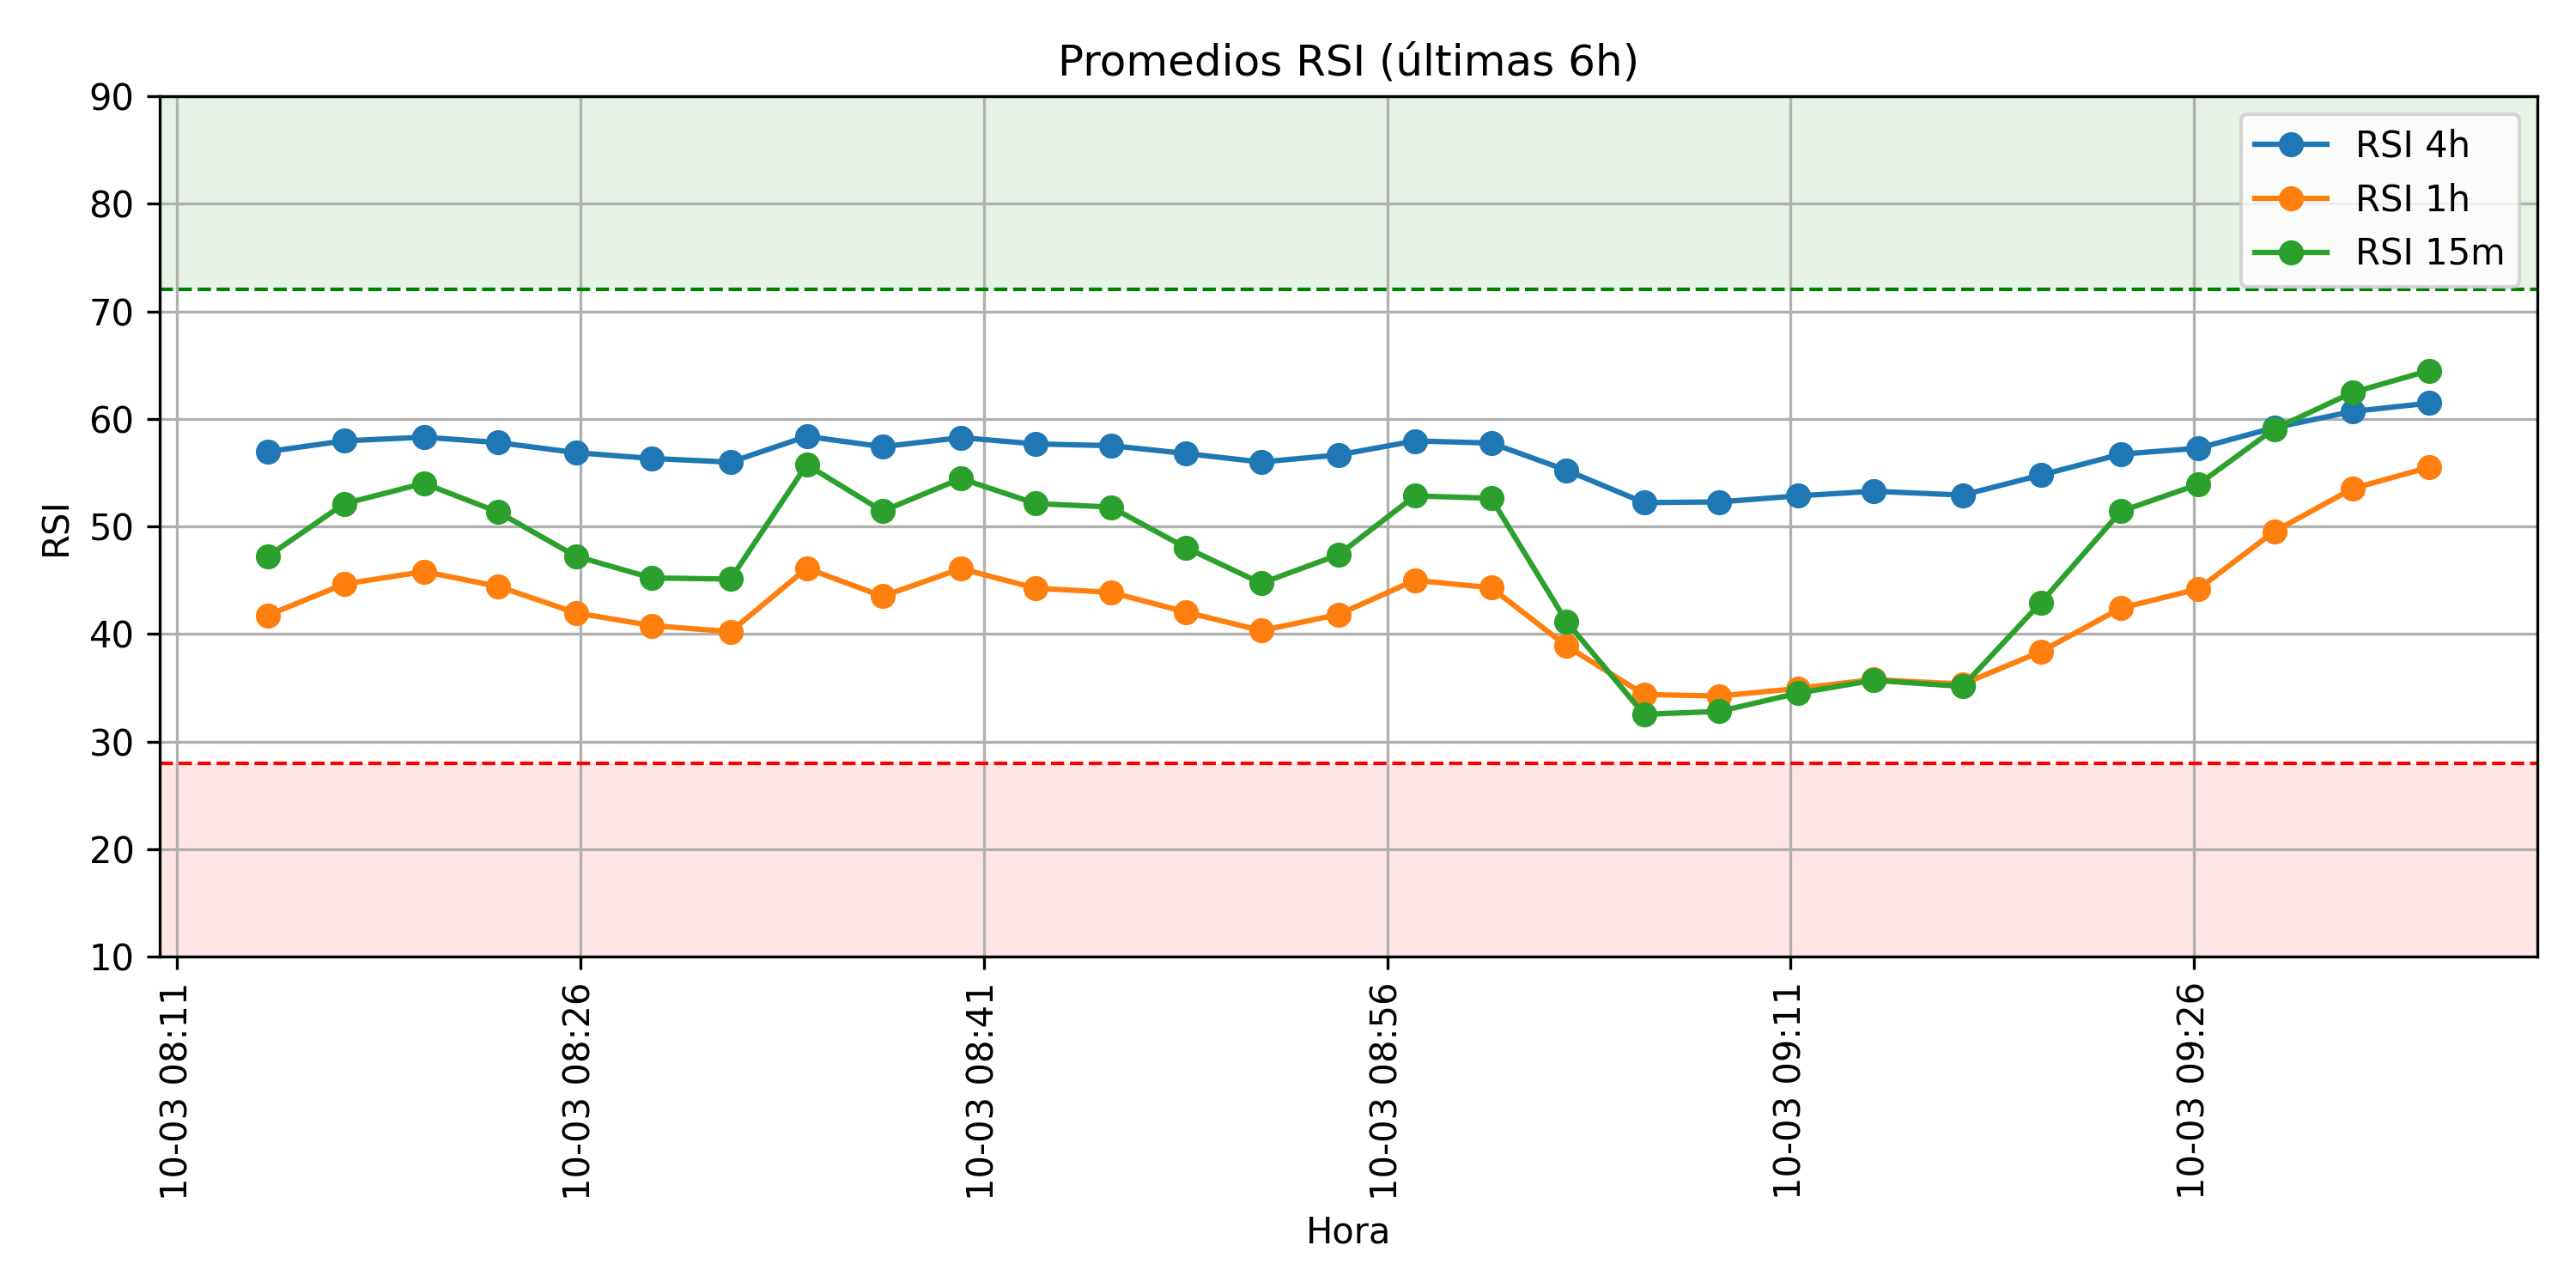 Promedios RSI (últimas 6h)
RSI 4h
RSI 1h
RSI 15m
RSI
90
80
70
60
50
40
30
20
10
10-03 08:11
10-03 08:26
10-03 08:41
10-03 08:56
10-03 09:11
10-03 09:26
Hora